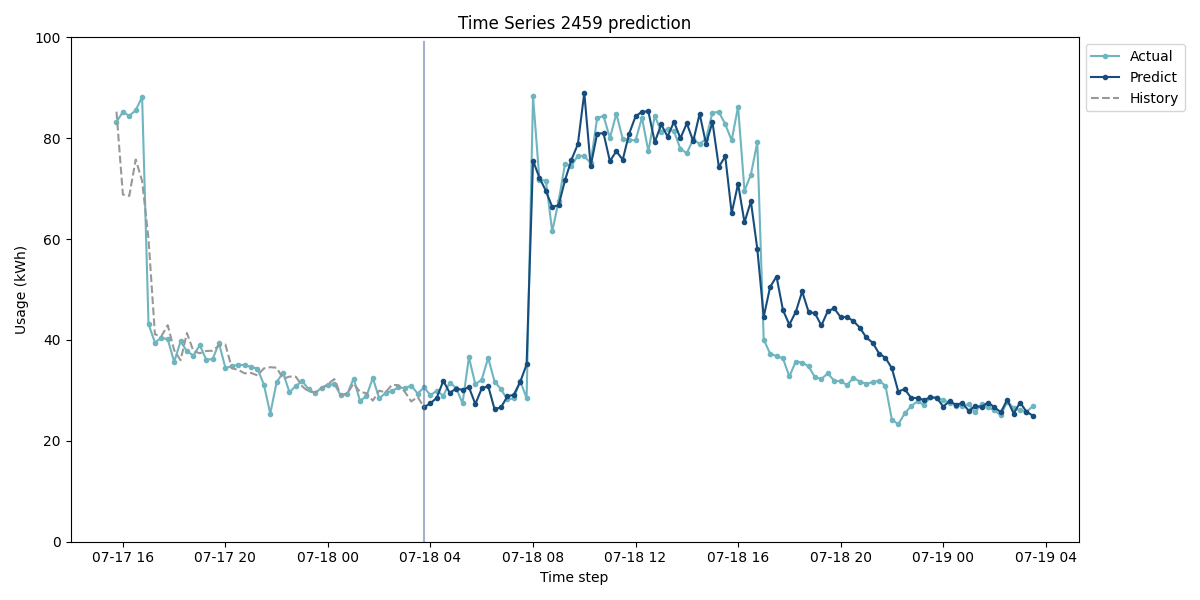 Time Series 2459 prediction
Usage (kWh)
100
80
60
40
20
0
07-17 16
07-17 20
07-18 00
07-18 04
07-18 08
07-18 12
07-18 16
07-18 20
07-19 00
07-19 04
Time step
Actual
Predict
History